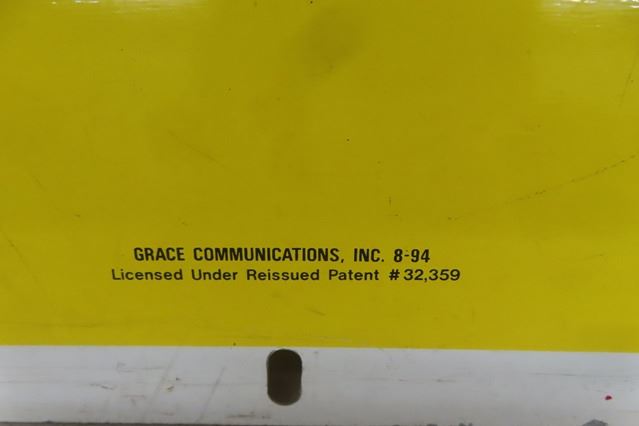 GRACE COMMUNICATIONS, INC. 8-94
Licensed Under Reissued Patent #32,359